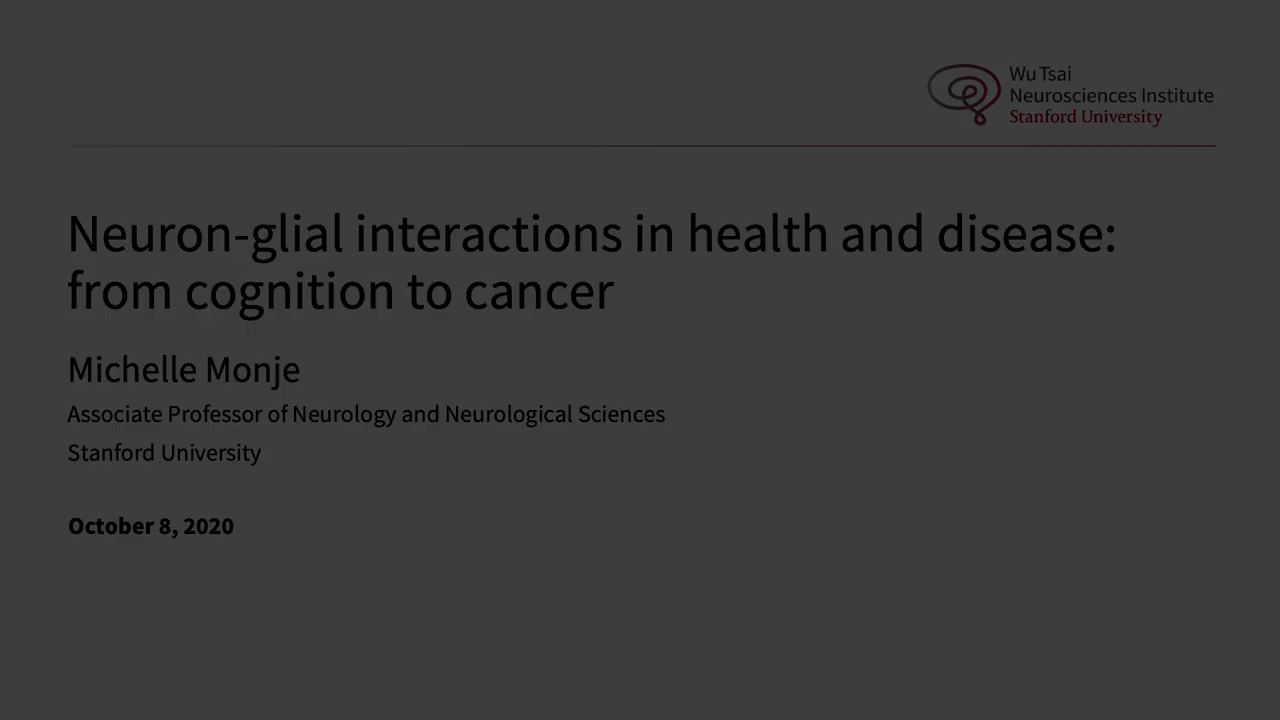 Wu Tsai
Neurosciences Institute
Stanford University
Neuron-glial interactions in health and disease:
from cognition to cancer
Michelle Monje
Associate Professor of Neurology and Neurological Sciences
Stanford University
October 8, 2020